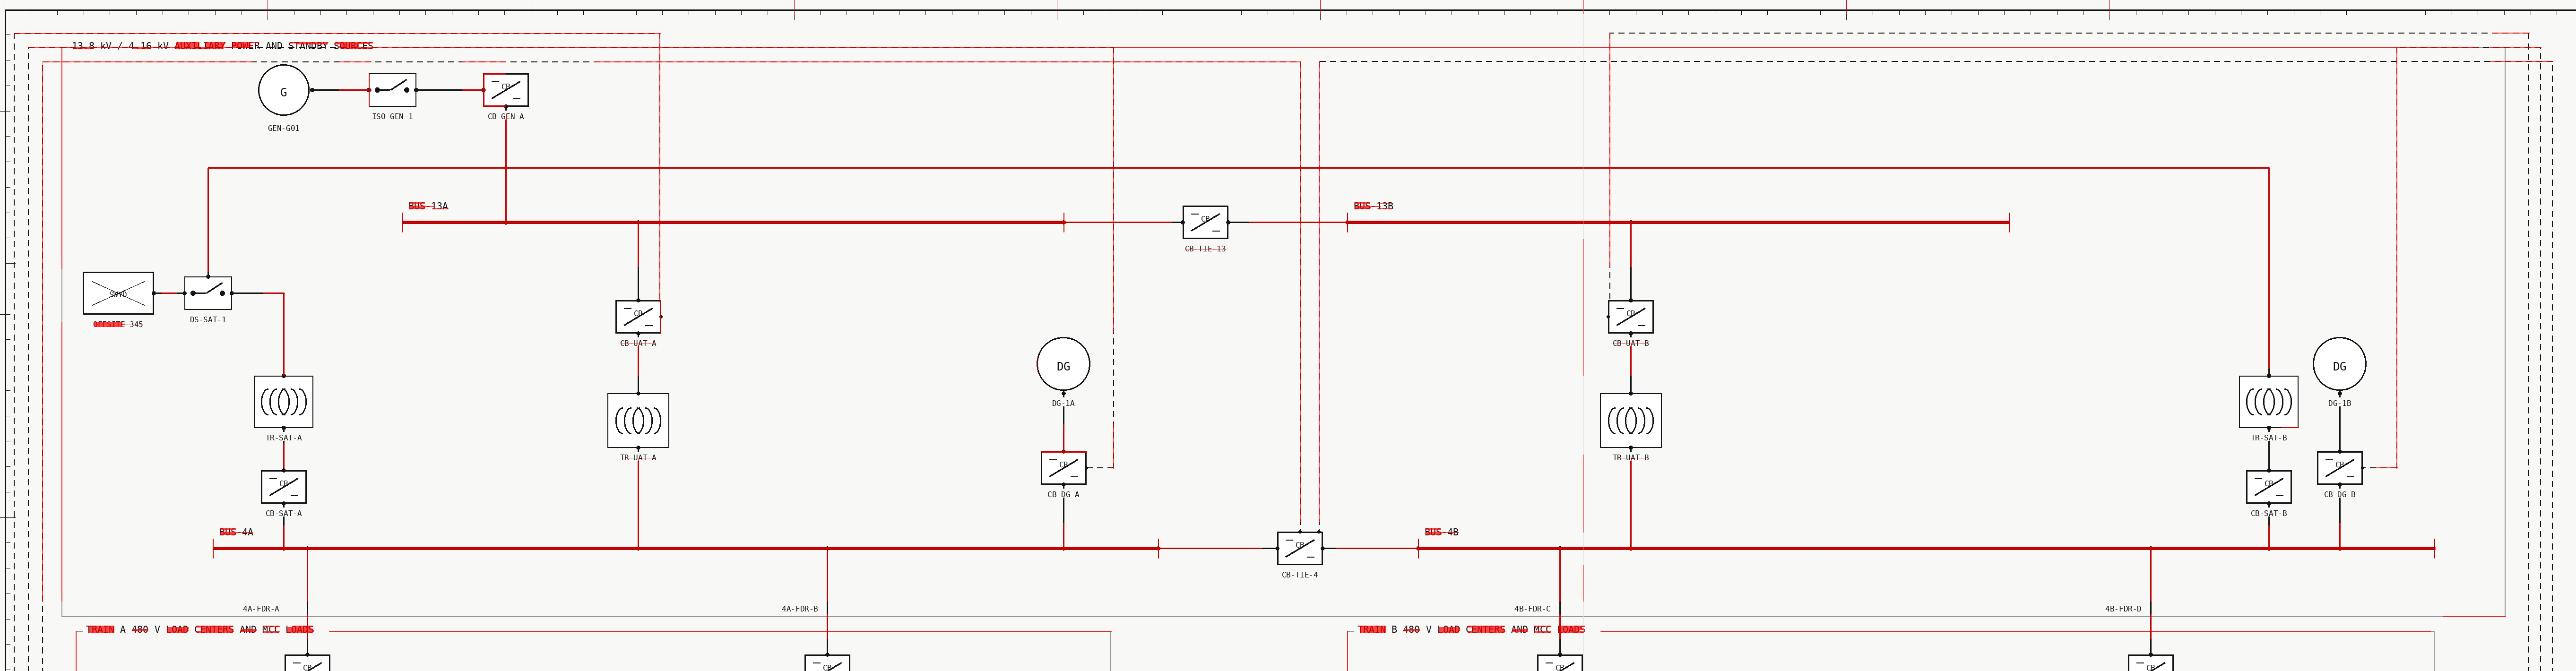 13.8 kV / 4.16 kV AUXILIARY POWER AND STANDBY SOURCES
G
CB
GEN-G01
ISO-GEN-1
CB-GEN-A
BUS-13A
BUS-13B
CB
CB-TIE-13
SWYD
OFFSITE-345
DS-SAT-1
CB
CB-UAT-A
CB
CB-UAT-B
DG
DG-1A
DG
DG-1B
TR-SAT-A
TR-UAT-A
TR-UAT-B
TR-SAT-B
CB
CB-SAT-A
CB
CB-DG-A
CB
CB-SAT-B
CB
CB-DG-B
BUS-4A
BUS-4B
CB
CB-TIE-4
4A-FDR-A
4A-FDR-B
4B-FDR-C
4B-FDR-D
TRAIN A 480 V LOAD CENTERS AND MCC LOADS
TRAIN B 480 V LOAD CENTERS AND MCC LOADS
CB
CB
CB
CB